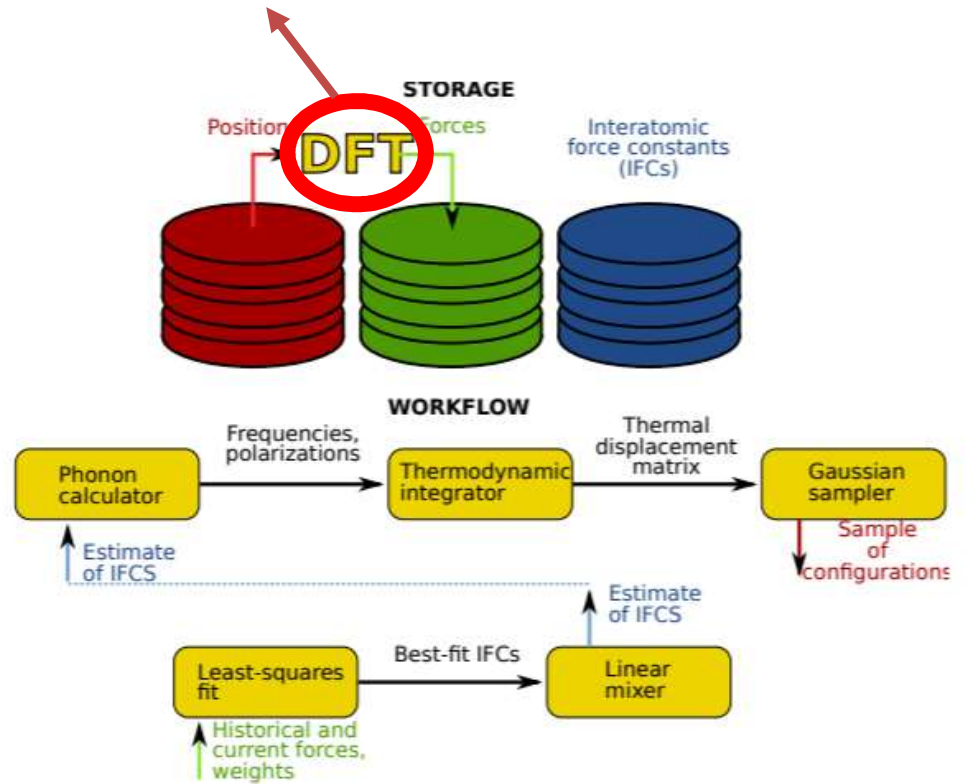 STORAGE
Position
DFT
Forces
Interatomic
force constants
(IFCs)
WORKFLOW
Frequencies,
polarizations
Thermal
displacement
matrix
Phonon
calculator
Thermodynamic
integrator
Gaussian
sampler
Estimate
of IFCS
Sample
of
configurations
Estimate
of IFCS
Best-fit IFCs
Least-squares
fit
Linear
mixer
Historical and
current forces,
weights